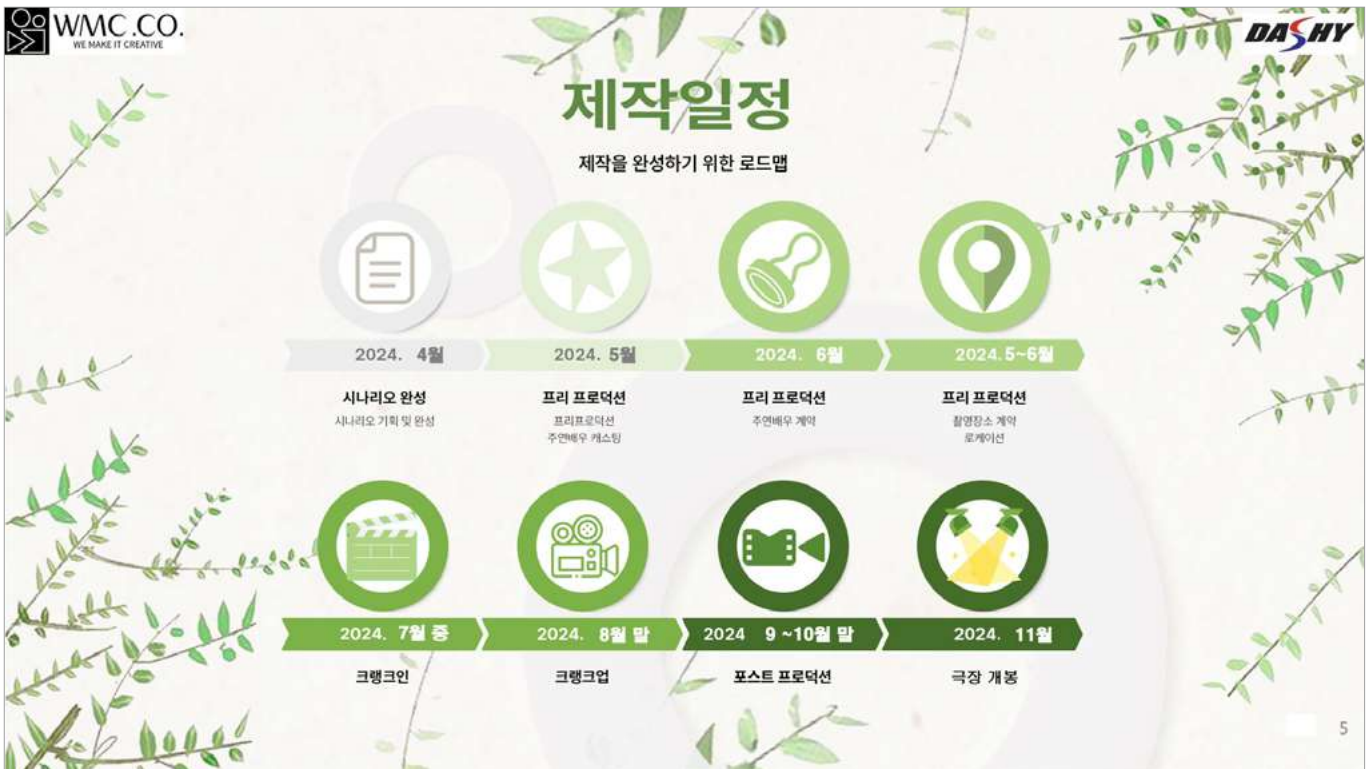 WMC.CO.
WE MAKE IT CREATIVE
DASHY
제작일정
제작을 완성하기 위한 로드맵
2024. 4월
2024. 5월
2024. 6월
2024.5~6월
시나리오 완성
시나리오 기획 및 완성
프리 프로덕션
프리프로덕션
주연배우 캐스팅
프리 프로덕션
주연배우 계약
프리 프로덕션
촬영장소 계약
로케이션
2024. 7월 중
2024. 8월 말
2024 9 ~10월 말
2024. 11월
크랭크인
크랭크업
포스트 프로덕션
극장 개봉
5